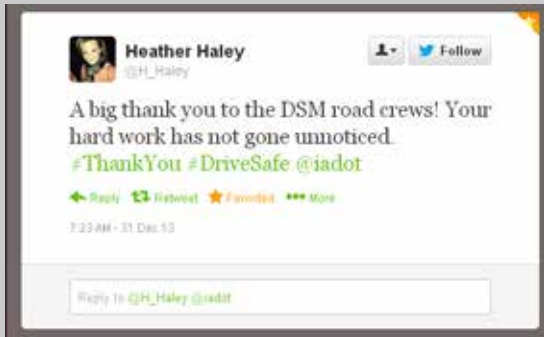 Heather Haley
@H_Haley
Follow
A big thank you to the DSM road crews! Your
hard work has not gone unnoticed.
#ThankYou #DriveSafe @iadot
Reply Retweet Favorited More
7:23 AM - 31 Dec 13
Reply to @H_Haley @iadot